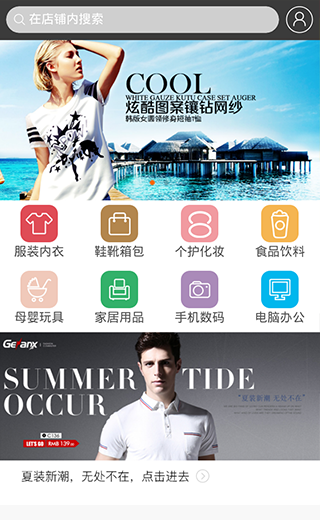 在店铺内搜索
COOL
WHITE GAUZE KUTU CASE SET AUGER
炫酷图案镶钻网纱
韩版女圆领修身短袖T恤
服装内衣
鞋靴箱包
个护化妆
食品饮料
母婴玩具
家居用品
手机数码
电脑办公
SUMMER TIDE
OCCUR
"夏装新潮,无处不在"
LET'S GO RMB 139
夏装新潮，无处不在，点击进去